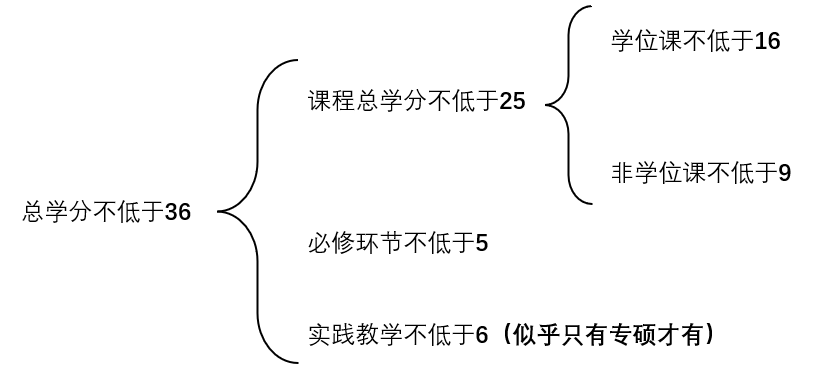 学位课不低于16
课程总学分不低于25
非学位课不低于9
总学分不低于36
必修环节不低于5
实践教学不低于6（似乎只有专硕才有）